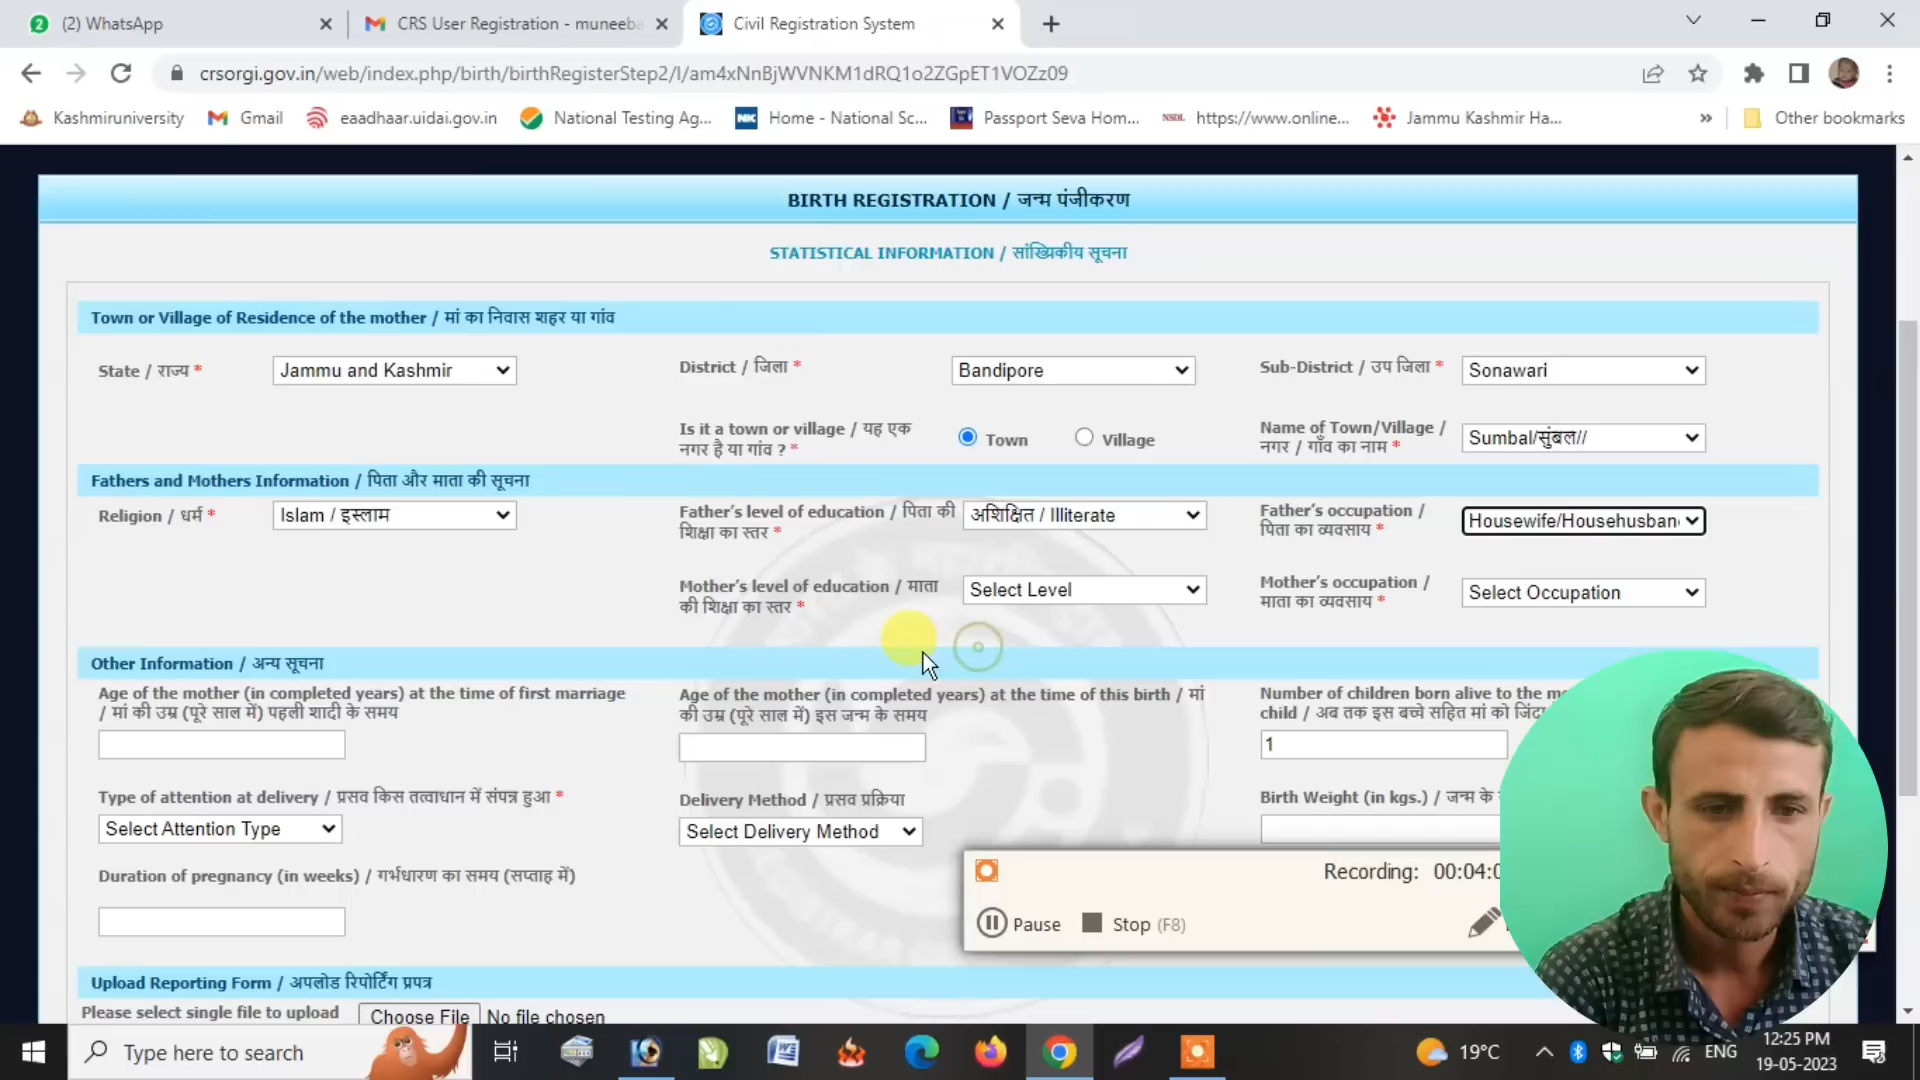 (2) WhatsApp
CRS User Registration - muneeba
Civil Registration System
crsorgi.gov.in/web/index.php/birth/birthRegisterStep2/l/am4xNnBjWVNKM1dRQ1o2ZGpET1VOZz09
Kashmiruniversity
Gmail
eaadhaar.uidai.gov.in
National Testing Ag...
Home - National Sc...
Passport Seva Hom...
https://www.online...
Jammu Kashmir Ha...
»
Other bookmarks
BIRTH REGISTRATION / जन्म पंजीकरण
STATISTICAL INFORMATION / सांख्यिकीय सूचना
Town or Village of Residence of the mother / मां का निवास शहर या गांव
State / राज्य *
Jammu and Kashmir
District / जिला *
Bandipore
Sub-District / उप जिला *
Sonawari
Is it a town or village / यह एक
नगर है या गांव ? *
Town
Village
Name of Town/Village /
नगर / गाँव का नाम *
Sumbal/सुंबल//
Fathers and Mothers Information / पिता और माता की सूचना
Religion / धर्म *
Islam / इस्लाम
Father's level of education / पिता की
शिक्षा का स्तर *
अशिक्षित / Illiterate
Father's occupation /
पिता का व्यवसाय *
Housewife/Househusban
Mother's level of education / माता
की शिक्षा का स्तर *
Select Level
Mother's occupation /
माता का व्यवसाय *
Select Occupation
Other Information / अन्य सूचना
Age of the mother (in completed years) at the time of first marriage
/ मां की उम्र (पूरे साल में) पहली शादी के समय
Age of the mother (in completed years) at the time of this birth / मां
की उम्र (पूरे साल में) इस जन्म के समय
Number of children born alive to the
child / अब तक इस बच्चे सहित मां को
1
Type of attention at delivery / प्रसव किस तत्वाधान में संपन्न हुआ *
Select Attention Type
Delivery Method / प्रसव प्रक्रिया
Select Delivery Method
Birth Weight (in kgs.) / जन्म के
Duration of pregnancy (in weeks) / गर्भधारण का समय (सप्ताह में)
Recording: 00:04:0
Pause
Stop (F8)
Upload Reporting Form / अपलोड रिपोर्टिंग प्रपत्र
Please select single file to upload
Choose File
No file chosen
Type here to search
19°C
ENG
12:25 PM
19-05-2023